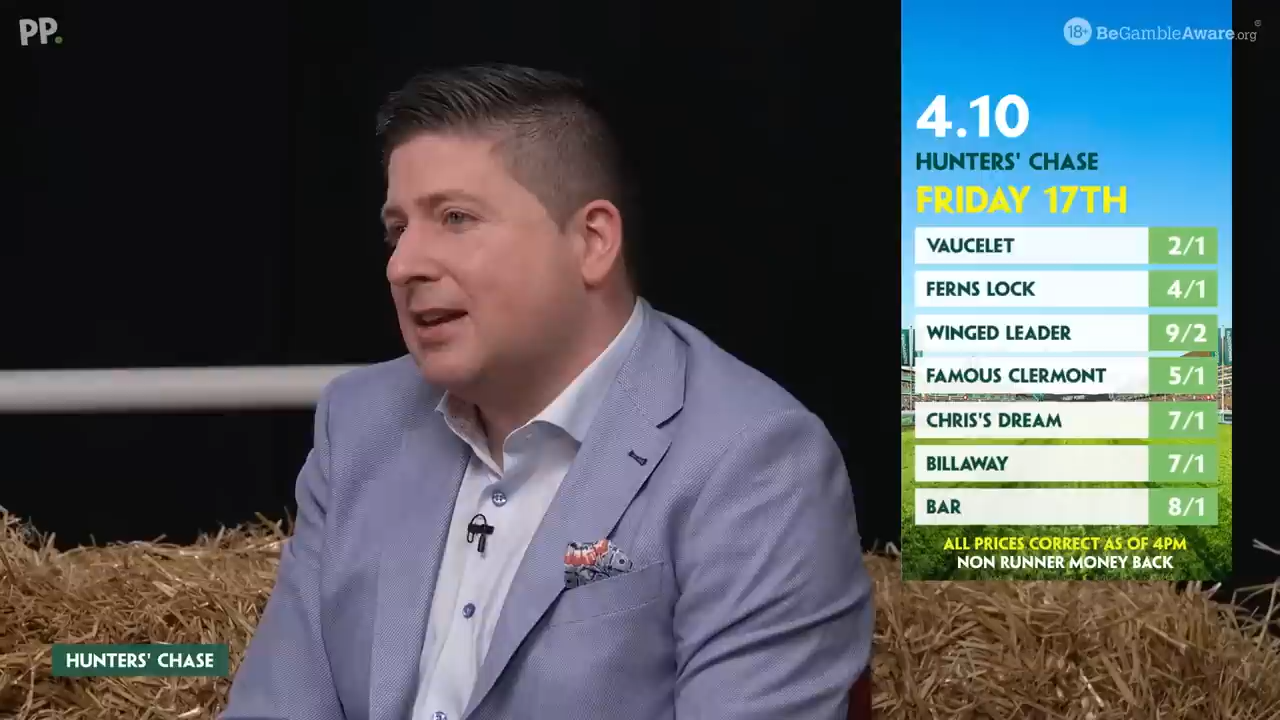 PP.
18+ BeGambleAware.org®
4.10
HUNTERS' CHASE
FRIDAY 17TH
VAUCELET 2/1
FERNS LOCK 4/1
WINGED LEADER 9/2
FAMOUS CLERMONT 5/1
CHRIS'S DREAM 7/1
BILLAWAY 7/1
BAR 8/1
ALL PRICES CORRECT AS OF 4PM
NON RUNNER MONEY BACK
HUNTERS' CHASE